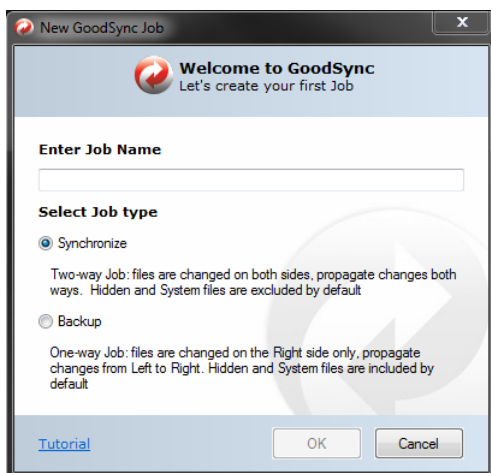 New GoodSync Job
X
Welcome to GoodSync
Let's create your first Job
Enter Job Name
Select Job type
Synchronize
Two-way Job: files are changed on both sides, propagate changes both
ways. Hidden and System files are excluded by default
Backup
One-way Job: files are changed on the Right side only, propagate
changes from Left to Right. Hidden and System files are included by
default
Tutorial
OK
Cancel